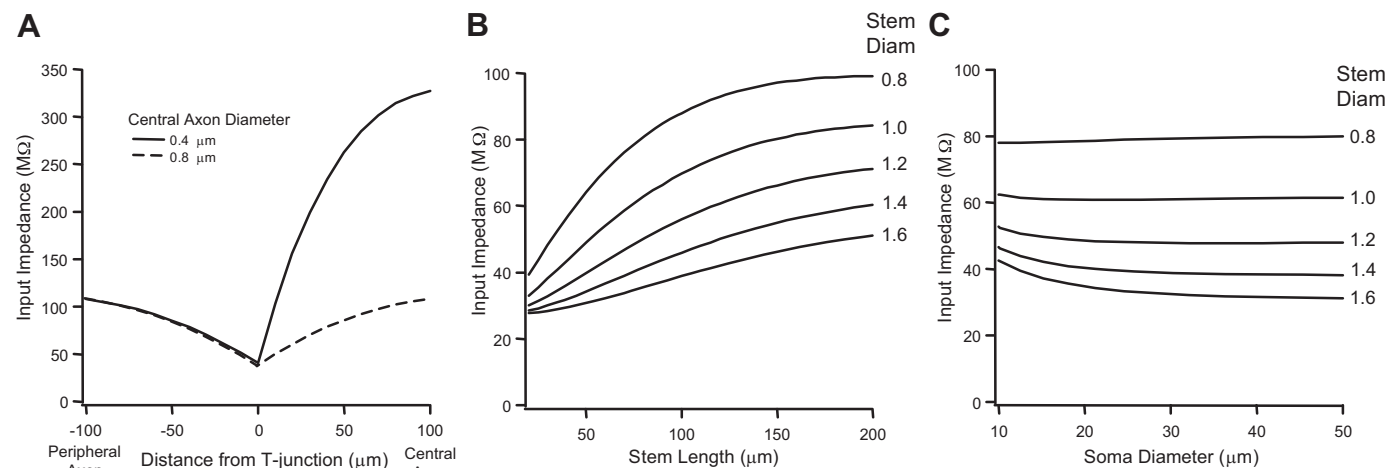 A
350
300
250
200
150
100
50
0
Input Impedance (MΩ)
Central Axon Diameter
0.4 μm
0.8 μm
-100
-50
0
50
100
Peripheral
Distance from T-junction (μm)
Central
B
Stem
Diam
100
80
60
40
20
0
Input Impedance (M Ω)
0.8
1.0
1.2
1.4
1.6
50
100
150
200
Stem Length (μm)
C
Stem
Diam
100
80
60
40
20
0
Input Impedance (M Ω)
0.8
1.0
1.2
1.4
1.6
10
20
30
40
50
Soma Diameter (μm)